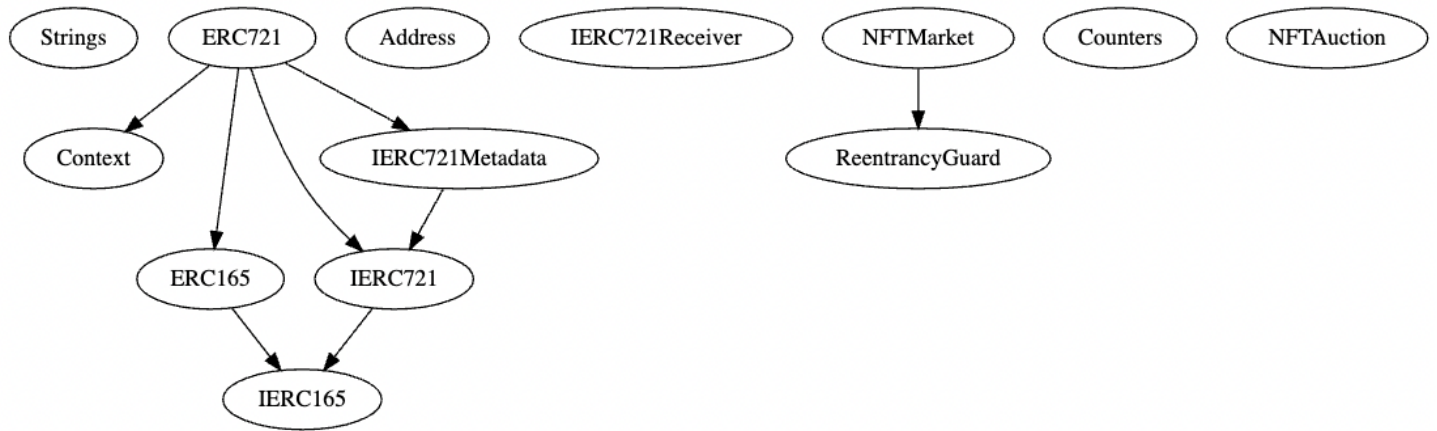 Strings
ERC721
Address
IERC721Receiver
NFTMarket
Counters
NFTAuction
Context
IERC721Metadata
ReentrancyGuard
ERC165
IERC721
IERC165